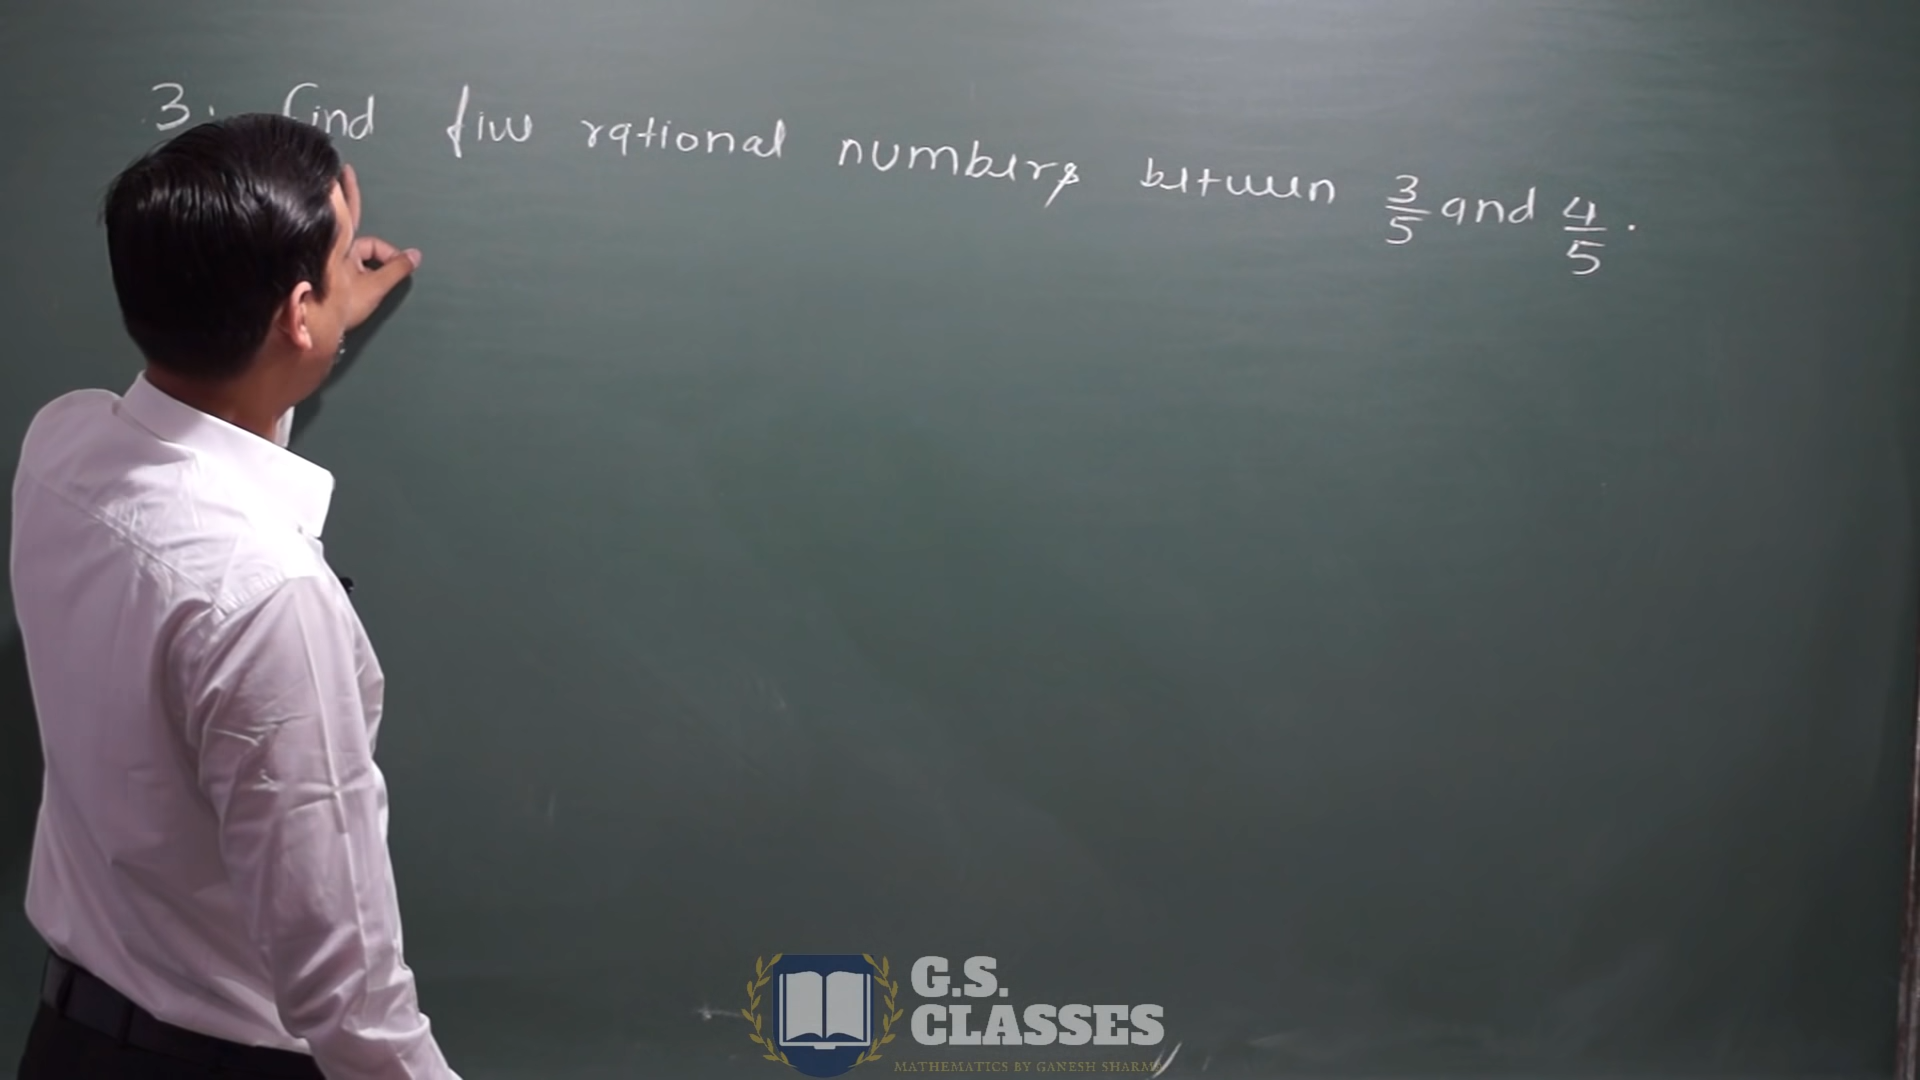 3. Find five rational numbers between 3/5 and 4/5.
G.S.
CLASSES
MATHEMATICS BY GANESH SHARMA